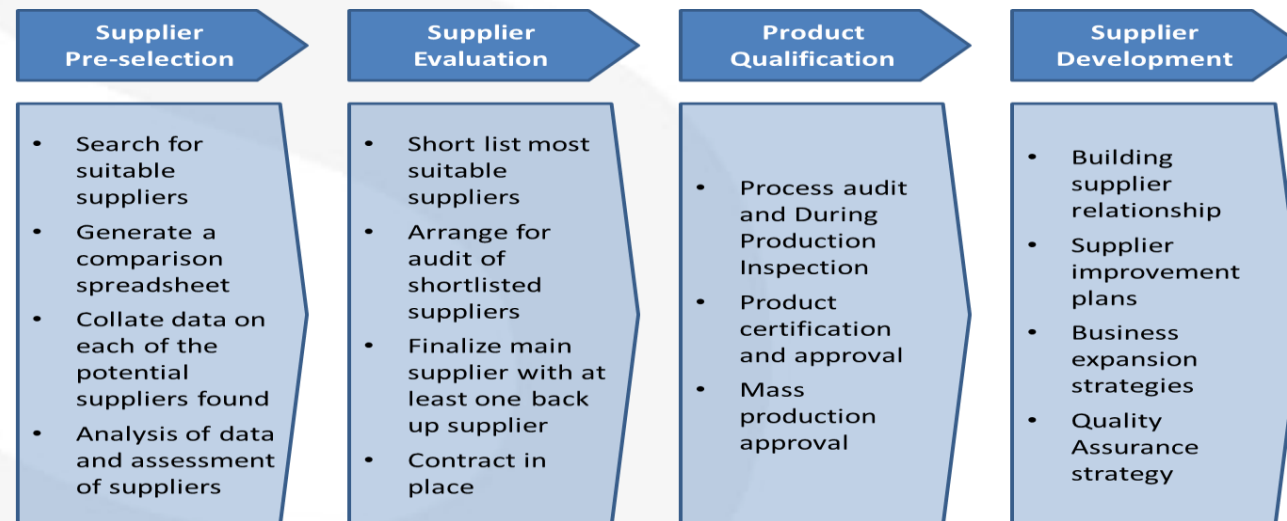 Supplier
Pre-selection
• Search for
suitable
suppliers
• Generate a
comparison
spreadsheet
• Collate data on
each of the
potential
suppliers found
• Analysis of data
and assessment
of suppliers
Supplier
Evaluation
• Short list most
suitable
suppliers
• Arrange for
audit of
shortlisted
suppliers
• Finalize main
supplier with at
least one back
up supplier
• Contract in
place
Product
Qualification
• Process audit
and During
Production
Inspection
• Product
certification
and approval
• Mass
production
approval
Supplier
Development
• Building
supplier
relationship
• Supplier
improvement
plans
• Business
expansion
strategies
• Quality
Assurance
strategy